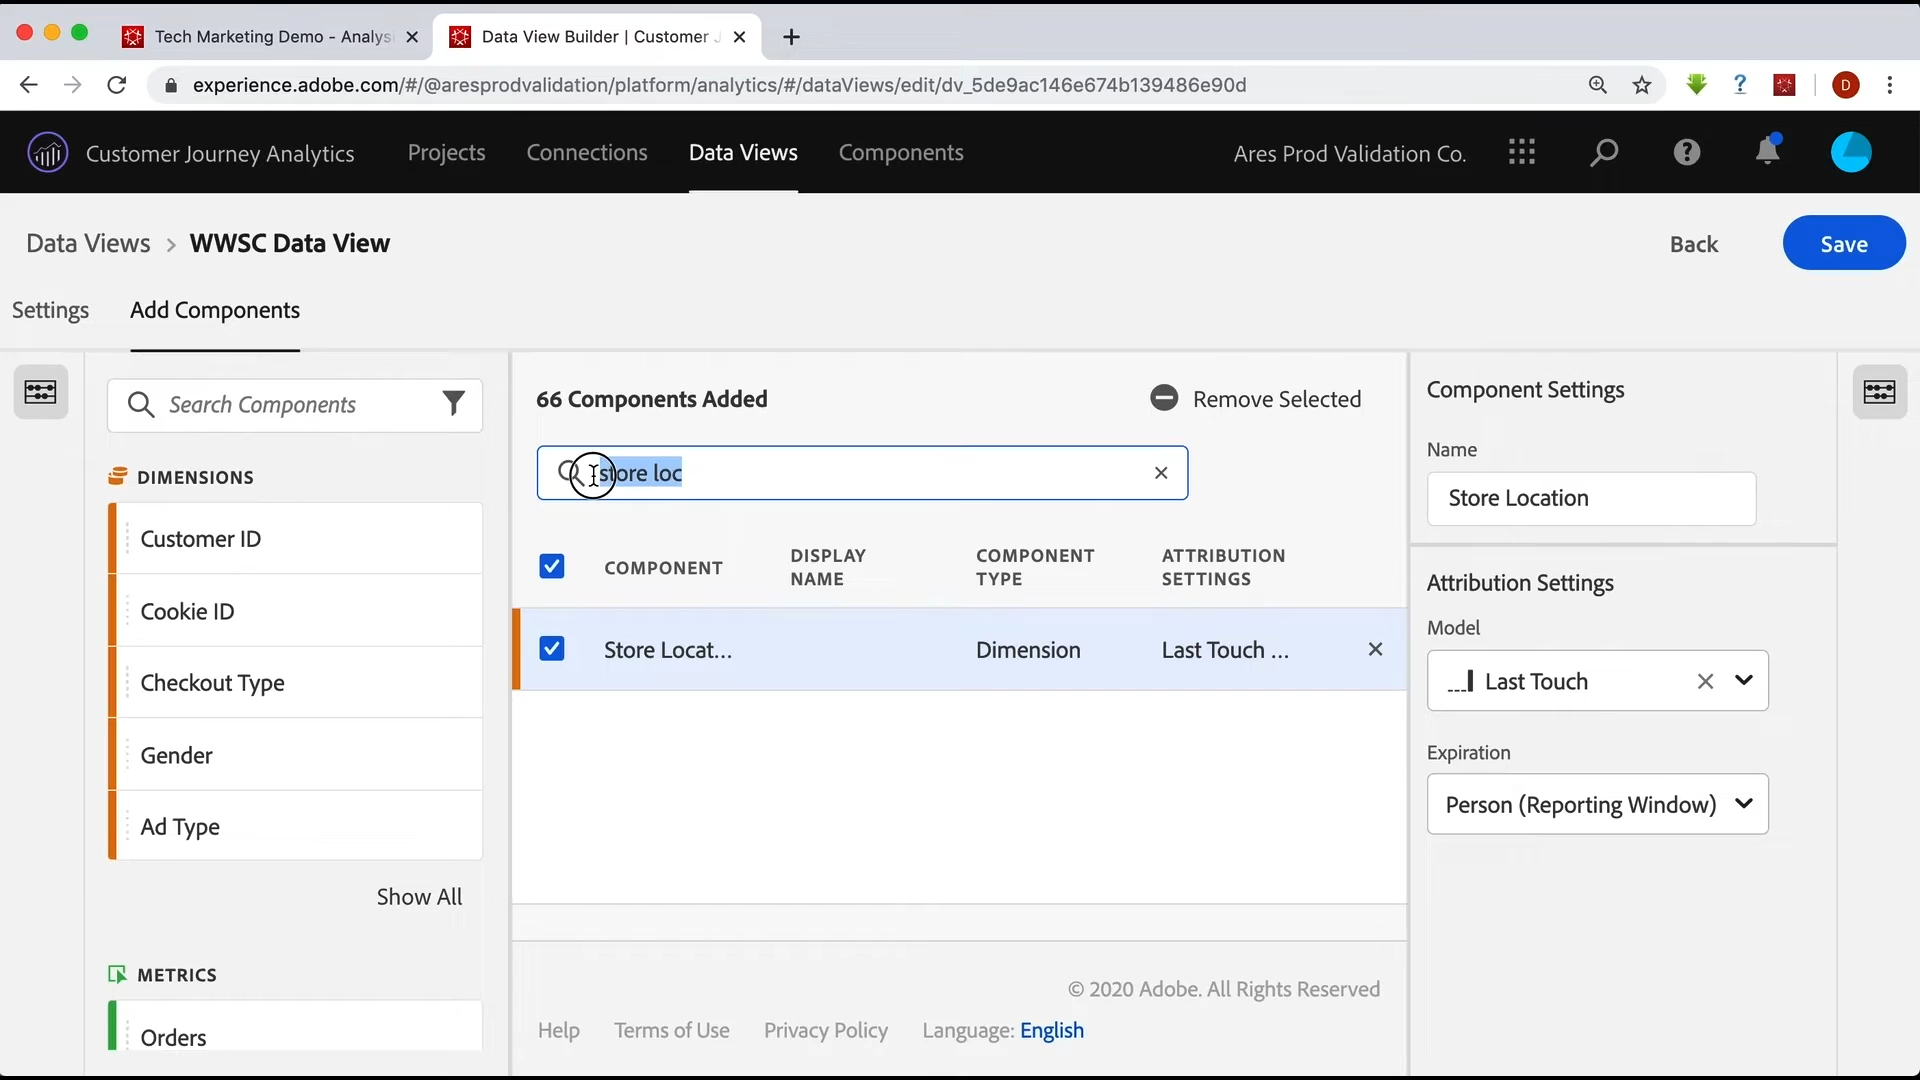 Tech Marketing Demo - Analysi
Data View Builder | Customer J
experience.adobe.com/#/@aresprodvalidation/platform/analytics/#/dataViews/edit/dv_5de9ac146e674b139486e90d
D
Customer Journey Analytics
Projects
Connections
Data Views
Components
Ares Prod Validation Co.
Data Views > WWSC Data View
Back
Save
Settings
Add Components
Search Components
DIMENSIONS
Customer ID
Cookie ID
Checkout Type
Gender
Ad Type
Show All
METRICS
Orders
66 Components Added
Remove Selected
store loc
COMPONENT
DISPLAY
NAME
COMPONENT
TYPE
ATTRIBUTION
SETTINGS
Store Locat...
Dimension
Last Touch ...
© 2020 Adobe. All Rights Reserved
Help
Terms of Use
Privacy Policy
Language: English
Component Settings
Name
Store Location
Attribution Settings
Model
Last Touch
Expiration
Person (Reporting Window)